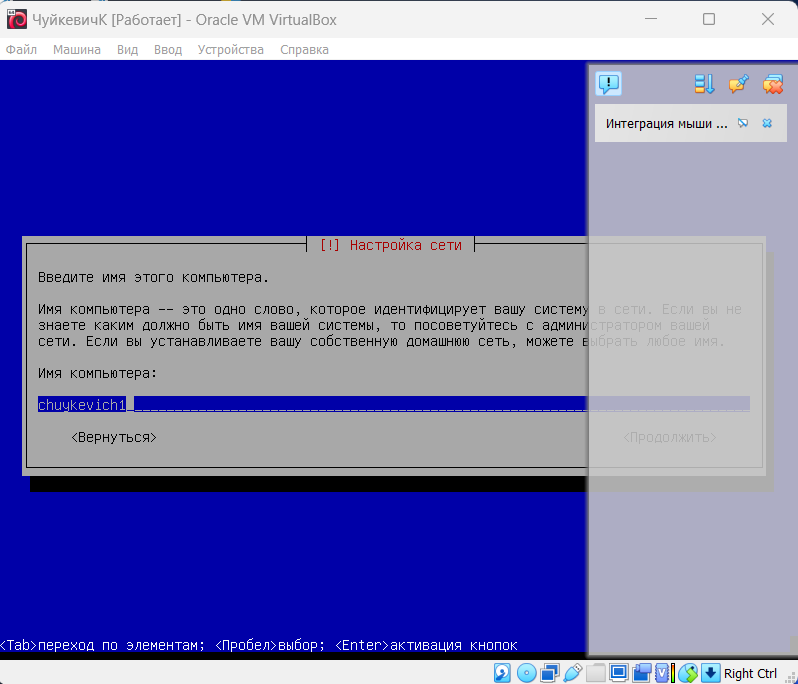 ЧуйкевичК [Работает] - Oracle VM VirtualBox
Файл Машина Вид Ввод Устройства Справка
Интеграция мыши ...
[!] Настройка сети
Введите имя этого компьютера.
Имя компьютера -- это одно слово, которое идентифицирует вашу систему в сети. Если вы не
знаете каким должно быть имя вашей системы, то посоветуйтесь с администратором вашей
сети. Если вы устанавливаете вашу собственную домашнюю сеть, можете выбрать любое имя.
Имя компьютера:
chuykevich1
<Вернуться> <Продолжить>
<Tab>переход по элементам; <Пробел>выбор; <Enter>активация кнопок
Right Ctrl